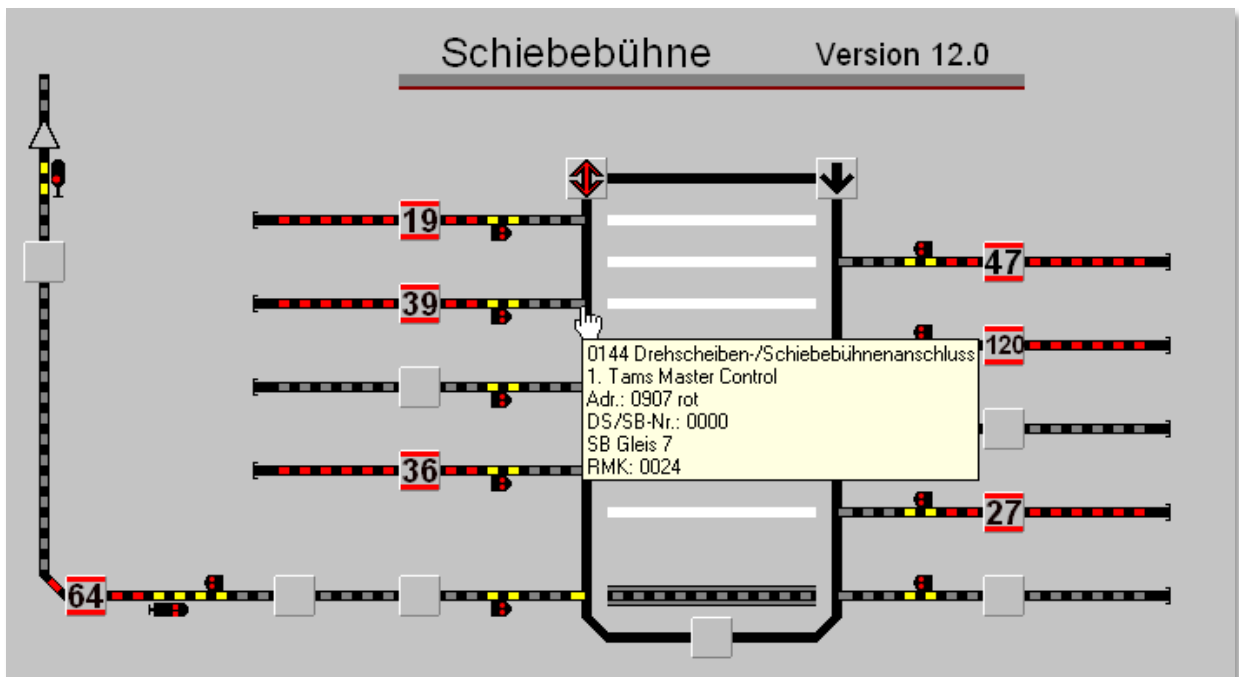 Schiebebühne Version 12.0
19
47
39
0144 Drehscheiben-/Schiebebühnenanschluss
1. Tams Master Control
Adr.: 0907 rot
DS/SB-Nr.: 0000
SB Gleis 7
RMK: 0024
120
36
27
64